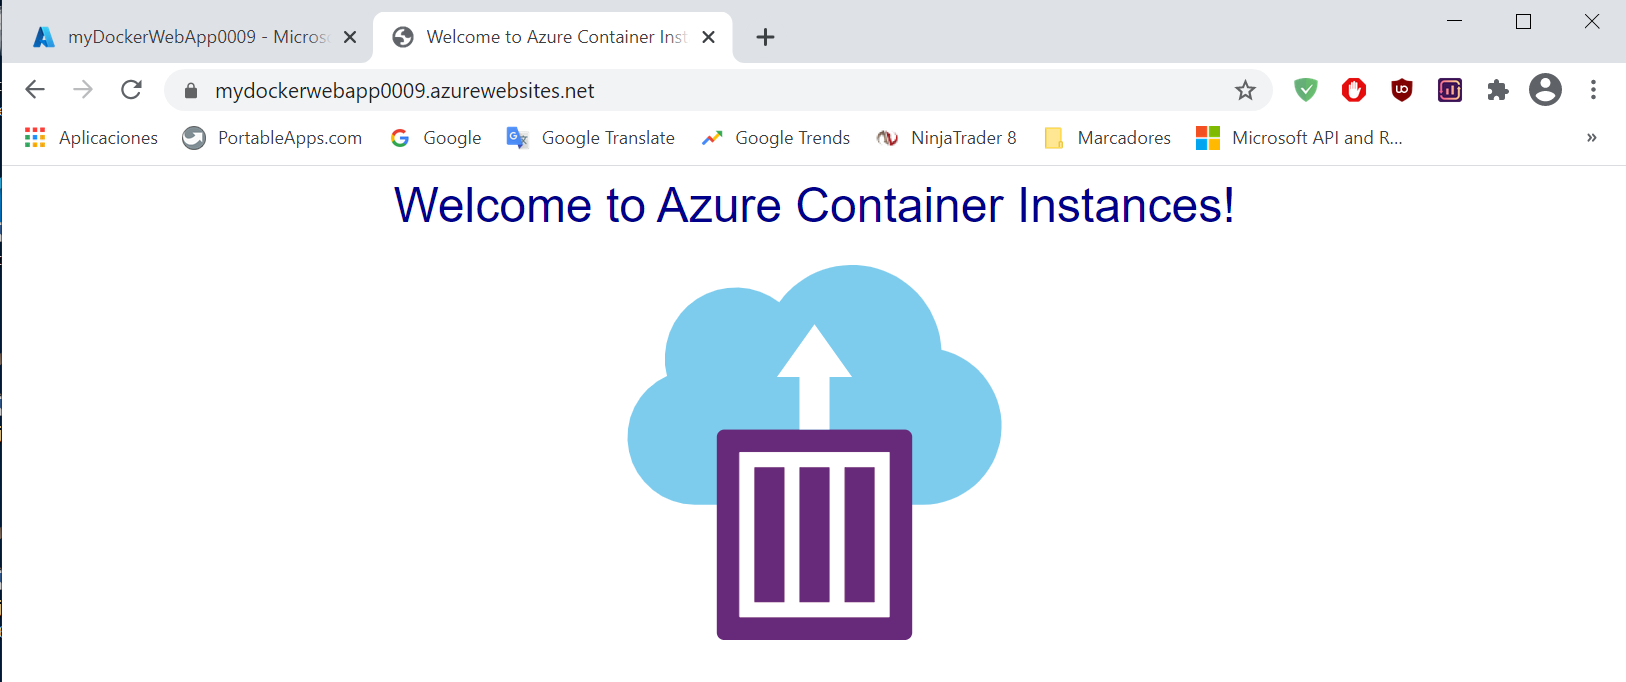 myDockerWebApp0009 - Micros
Welcome to Azure Container Inst
mydockerwebapp0009.azurewebsites.net
Aplicaciones
PortableApps.com
Google
Google Translate
Google Trends
NinjaTrader 8
Marcadores
Microsoft API and R...
»
Welcome to Azure Container Instances!